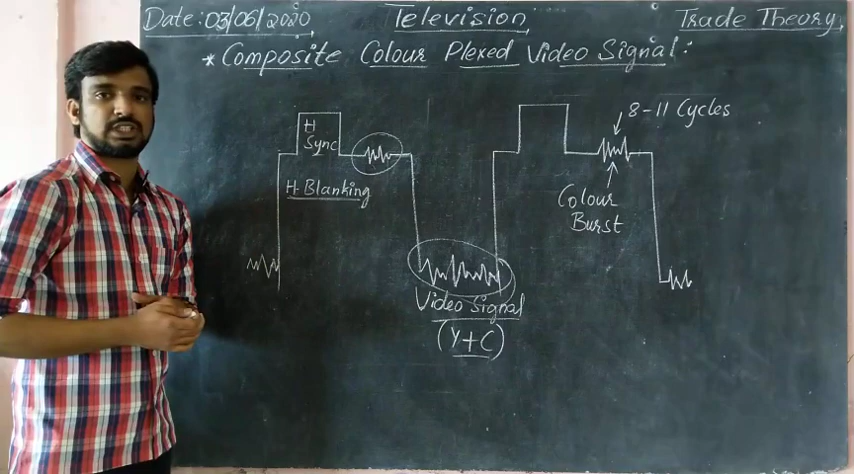 Date: 03/06/2020 Television Trade Theory
* Composite Colour Plexed Video Signal:
8-11 Cycles
H
Sync
H Blanking
Colour
Burst
Video Signal
(Y+C)